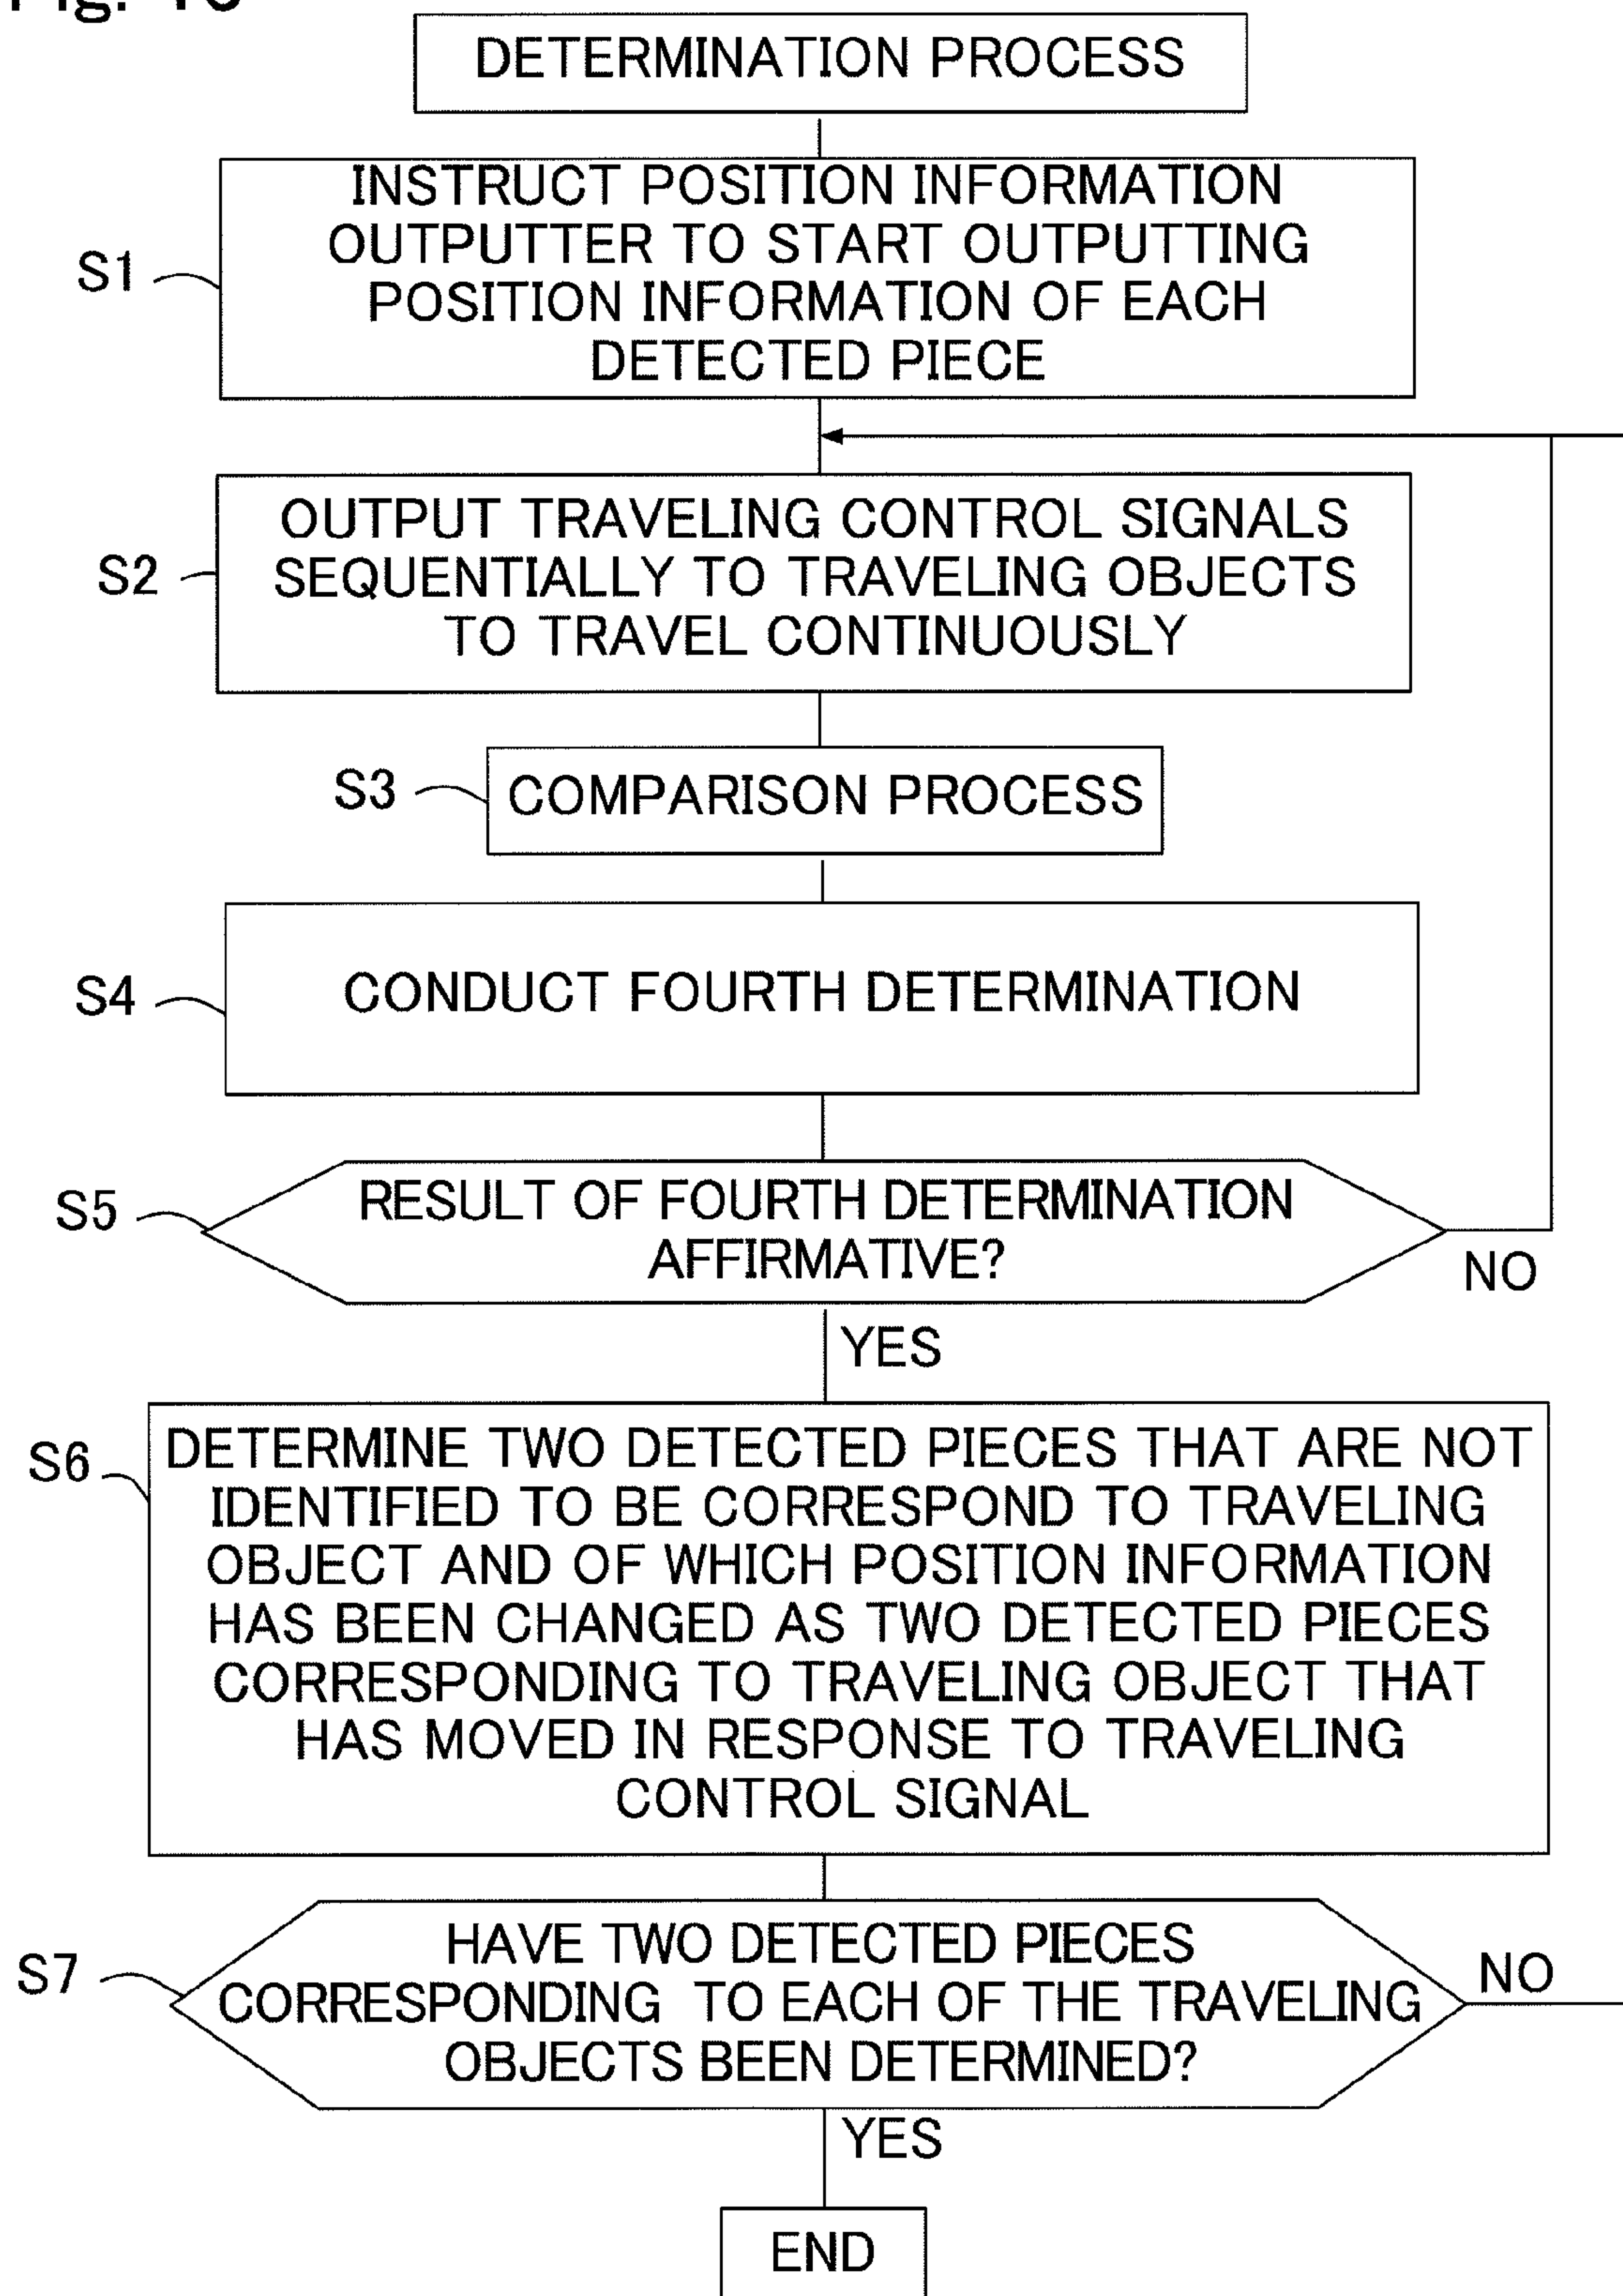 DETERMINATION PROCESS
INSTRUCT POSITION INFORMATION
OUTPUTTER TO START OUTPUTTING
POSITION INFORMATION OF EACH
DETECTED PIECE
S1
OUTPUT TRAVELING CONTROL SIGNALS
SEQUENTIALLY TO TRAVELING OBJECTS
TO TRAVEL CONTINUOUSLY
S2
S3
COMPARISON PROCESS
S4
CONDUCT FOURTH DETERMINATION
S5
RESULT OF FOURTH DETERMINATION
AFFIRMATIVE?
NO
YES
S6
DETERMINE TWO DETECTED PIECES THAT ARE NOT
IDENTIFIED TO BE CORRESPOND TO TRAVELING
OBJECT AND OF WHICH POSITION INFORMATION
HAS BEEN CHANGED AS TWO DETECTED PIECES
CORRESPONDING TO TRAVELING OBJECT THAT
HAS MOVED IN RESPONSE TO TRAVELING
CONTROL SIGNAL
S7
HAVE TWO DETECTED PIECES
CORRESPONDING TO EACH OF THE TRAVELING
OBJECTS BEEN DETERMINED?
NO
YES
END